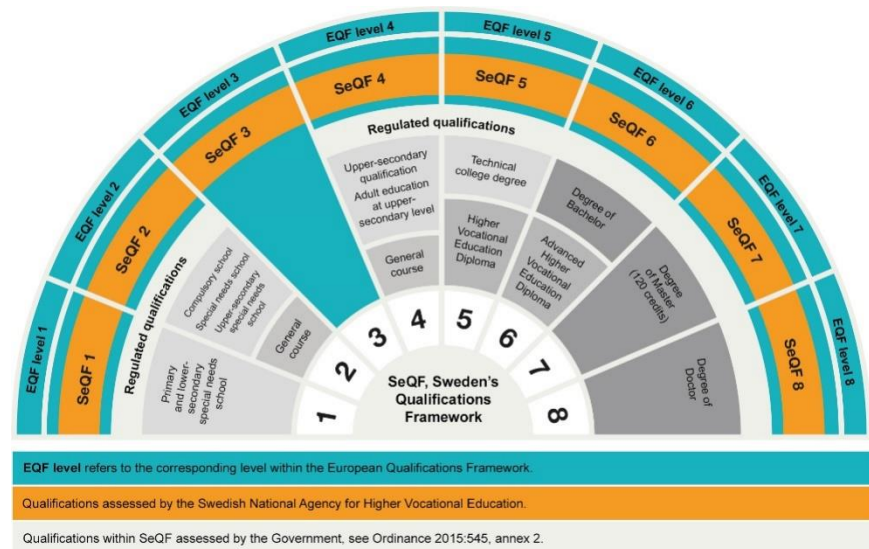 EQF level 1
EQF level 2
EQF level 3
EQF level 4
EQF level 5
EQF level 6
EQF level 7
EQF level 8
SeQF 1
SeQF 2
SeQF 3
SeQF 4
SeQF 5
SeQF 6
SeQF 7
SeQF 8
Regulated qualifications
Primary
and lower-
secondary
special needs
school
Compulsory school
Special needs school
Upper-secondary
special needs
school
General
course
Regulated qualifications
Upper-secondary
qualification
Adult education
at upper-
secondary level
General
course
Technical
college degree
Higher
Vocational
Education
Diploma
Degree of
Bachelor
Advanced
Higher
Vocational
Education
Diploma
Degree
of Master
(120 credits)
Degree of
Doctor
1
2
3
4
5
6
7
8
SeQF, Sweden's
Qualifications
Framework
EQF level refers to the corresponding level within the European Qualifications Framework.
Qualifications assessed by the Swedish National Agency for Higher Vocational Education.
Qualifications within SeQF assessed by the Government, see Ordinance 2015:545, annex 2.